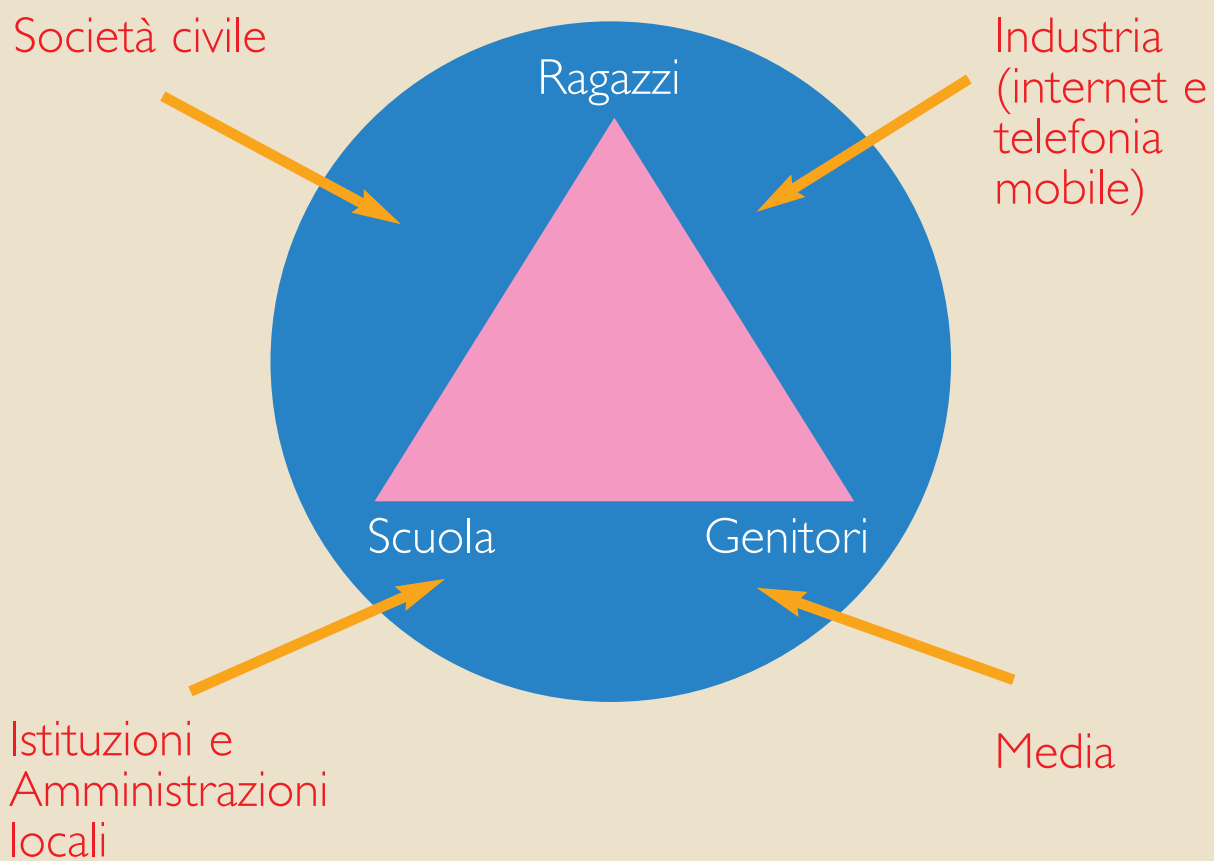 Società civile
Ragazzi
Industria
(internet e
telefonia
mobile)
Scuola
Genitori
Istituzioni e
Amministrazioni
locali
Media